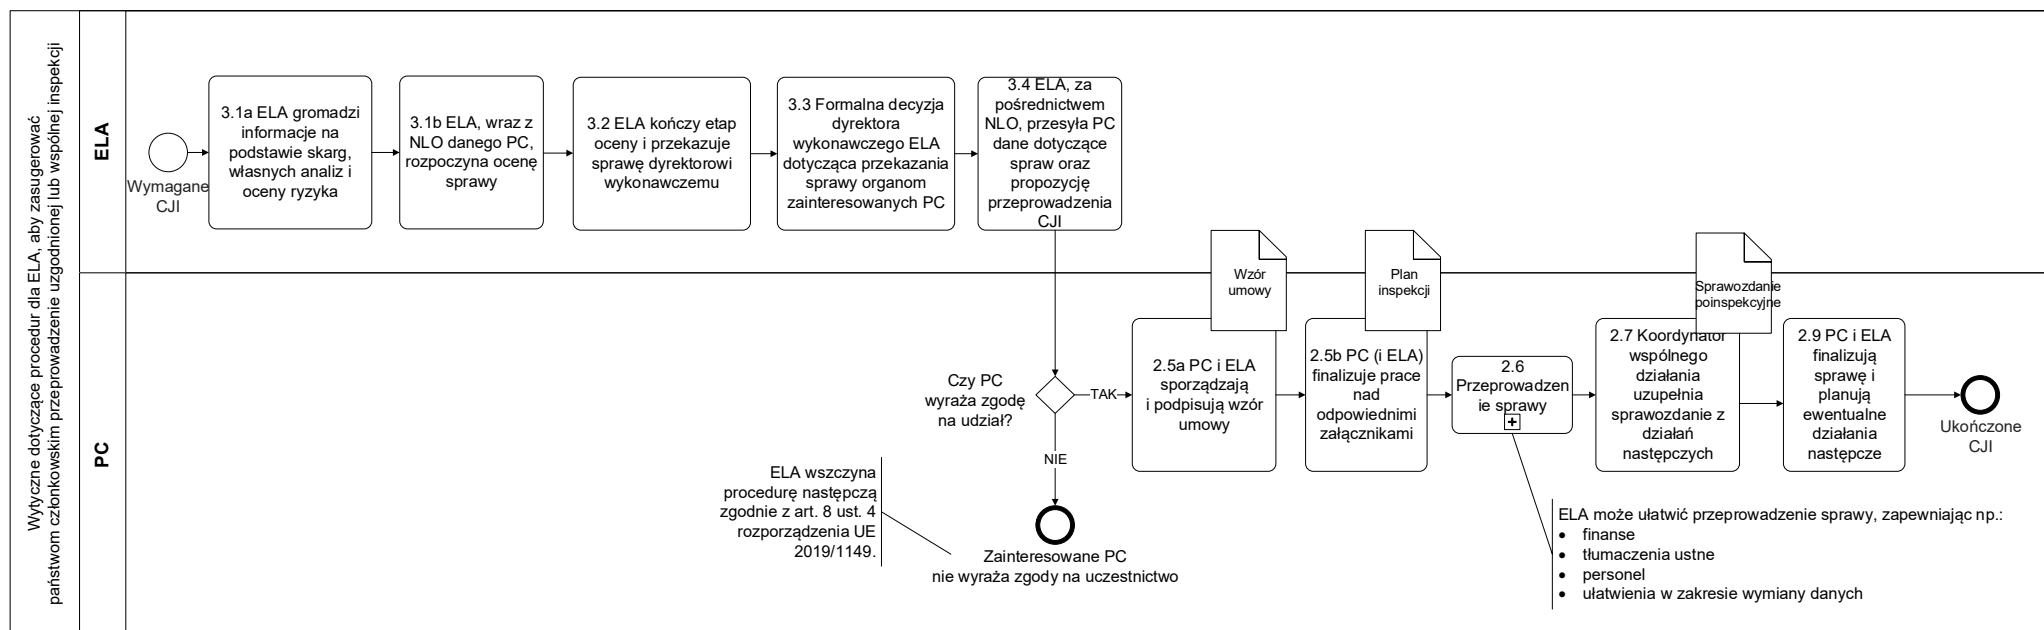 Wytyczne dotyczące procedur dla ELA, aby zasugerować
państwom członkowskim przeprowadzenie uzgodnionej lub wspólnej inspekcji
ELA
Wymagane
CJI
3.1a ELA gromadzi
informacje na
podstawie skarg,
własnych analiz i
oceny ryzyka
3.1b ELA, wraz z
NLO danego PC,
rozpoczyna ocenę
sprawy
3.2 ELA kończy etap
oceny i przekazuje
sprawę dyrektorowi
wykonawczemu
3.3 Formalna decyzja
dyrektora
wykonawczego ELA
dotycząca przekazania
sprawy organom
zainteresowanych PC
3.4 ELA, za
pośrednictwem
NLO, przesyła PC
dane dotyczące
spraw oraz
propozycję
przeprowadzenia
CJI
PC
Czy PC
wyraża zgodę
na udział?
TAK
NIE
ELA wszczyna
procedurę następczą
zgodnie z art. 8 ust. 4
rozporządzenia UE
2019/1149.
Zainteresowane PC
nie wyraża zgody na uczestnictwo
Wzór
umowy
2.5a PC i ELA
sporządzają
i podpisują wzór
umowy
Plan
inspekcji
2.5b PC (i ELA)
finalizuje prace
nad
odpowiednimi
załącznikami
2.6
Przeprowadzen
ie sprawy
ELA może ułatwić przeprowadzenie sprawy, zapewniając np.:
• finanse
• tłumaczenia ustne
• personel
• ułatwienia w zakresie wymiany danych
Sprawozdanie
poinspekcyjne
2.7 Koordynator
wspólnego
działania
uzupełnia
sprawozdanie z
działań
następczych
2.9 PC i ELA
finalizują
sprawę i
planują
ewentualne
działania
następcze
Ukończone
CJI